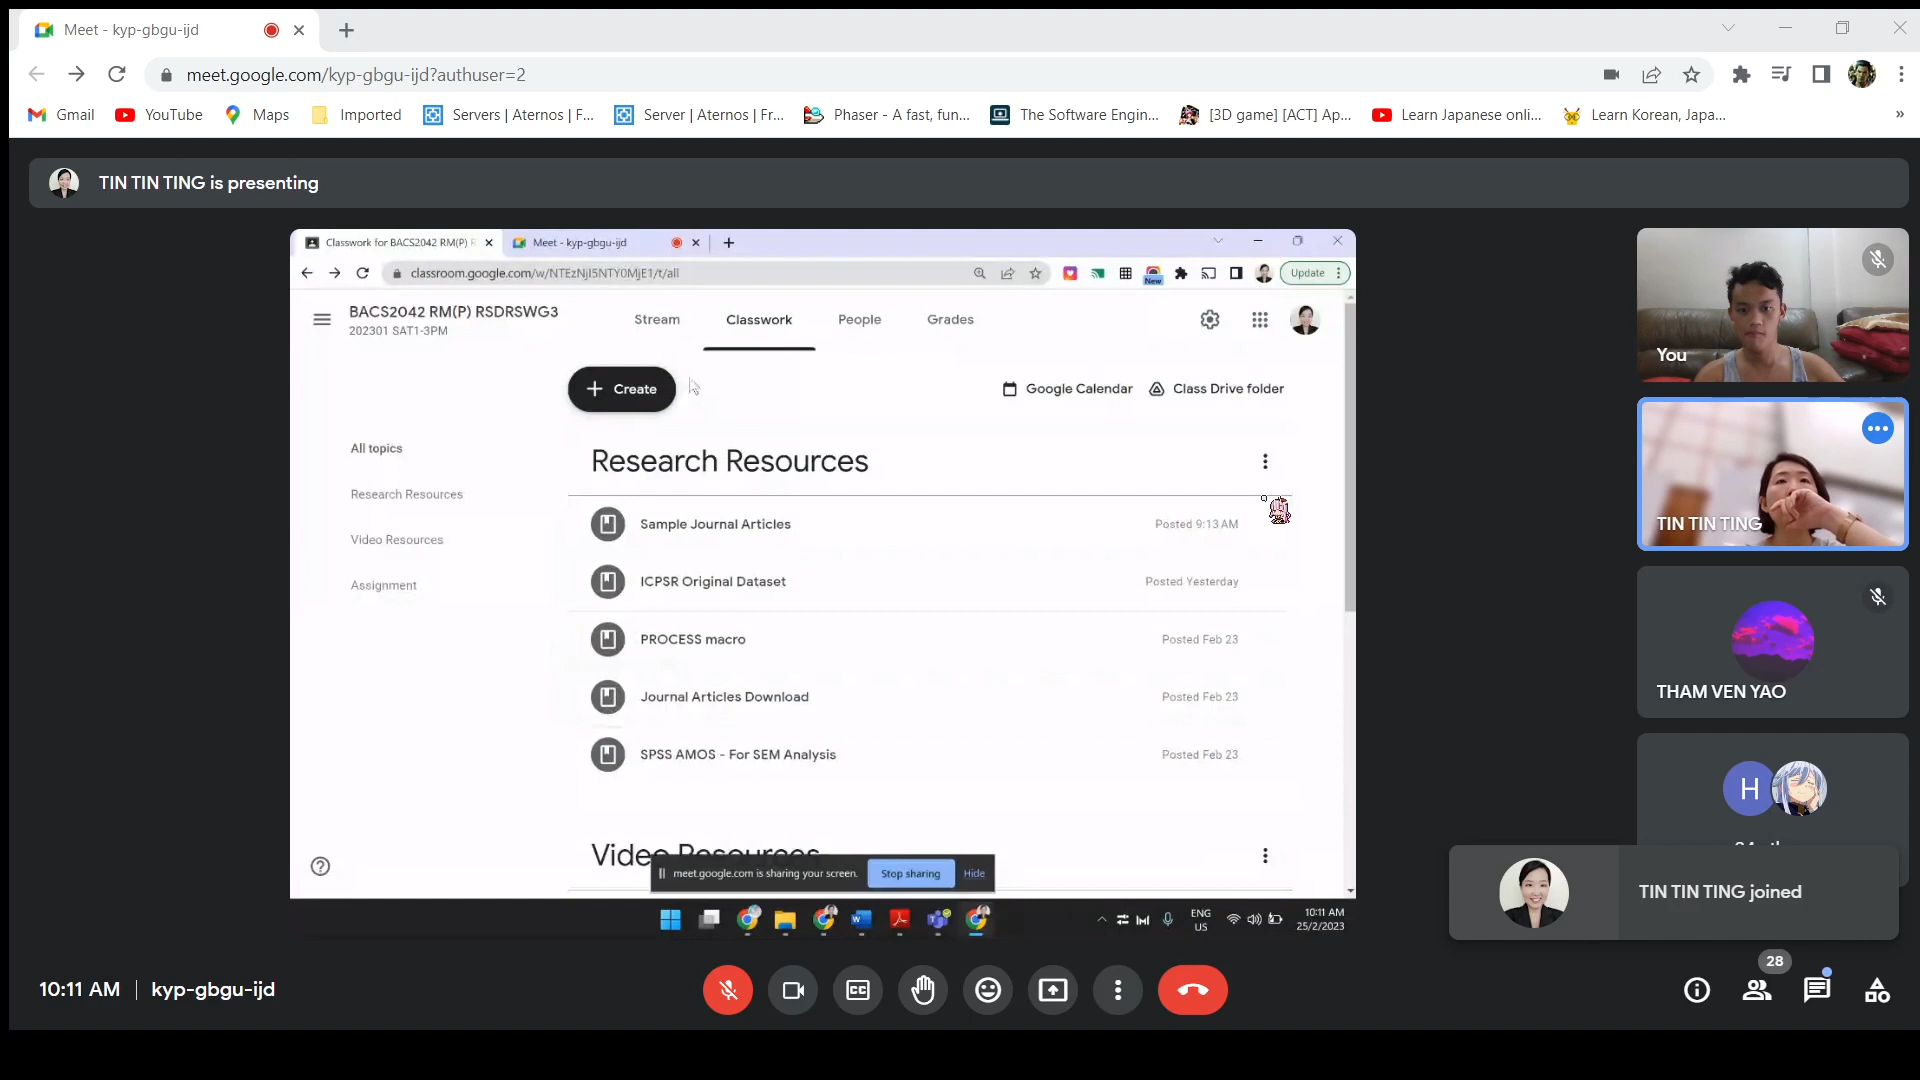 Meet - kyp-gbgu-ijd
meet.google.com/kyp-gbgu-ijd?authuser=2
Gmail YouTube Maps Imported Servers | Aternos | F... Server | Aternos | Fr... Phaser - A fast, fun... The Software Engin... [3D game] [ACT] Ap... Learn Japanese onli... Learn Korean, Japa... »
TIN TIN TING is presenting
Classwork for BACS2042 RM(P) R Meet - kyp-gbgu-ijd
classroom.google.com/w/NTEzNjI5NTY0MjE1/t/all
New
Update
BACS2042 RM(P) RSDRSWG3
202301 SAT1-3PM
Stream Classwork People Grades
Create
Google Calendar Class Drive folder
All topics
Research Resources
Video Resources
Assignment
Research Resources
Sample Journal Articles Posted 9:13 AM
ICPSR Original Dataset Posted Yesterday
PROCESS macro Posted Feb 23
Journal Articles Download Posted Feb 23
SPSS AMOS - For SEM Analysis Posted Feb 23
Video Resources
meet.google.com is sharing your screen. Stop sharing Hide
ENG
US
10:11 AM
25/2/2023
You
TIN TIN TING
THAM VEN YAO
H
TIN TIN TING joined
10:11 AM | kyp-gbgu-ijd
28